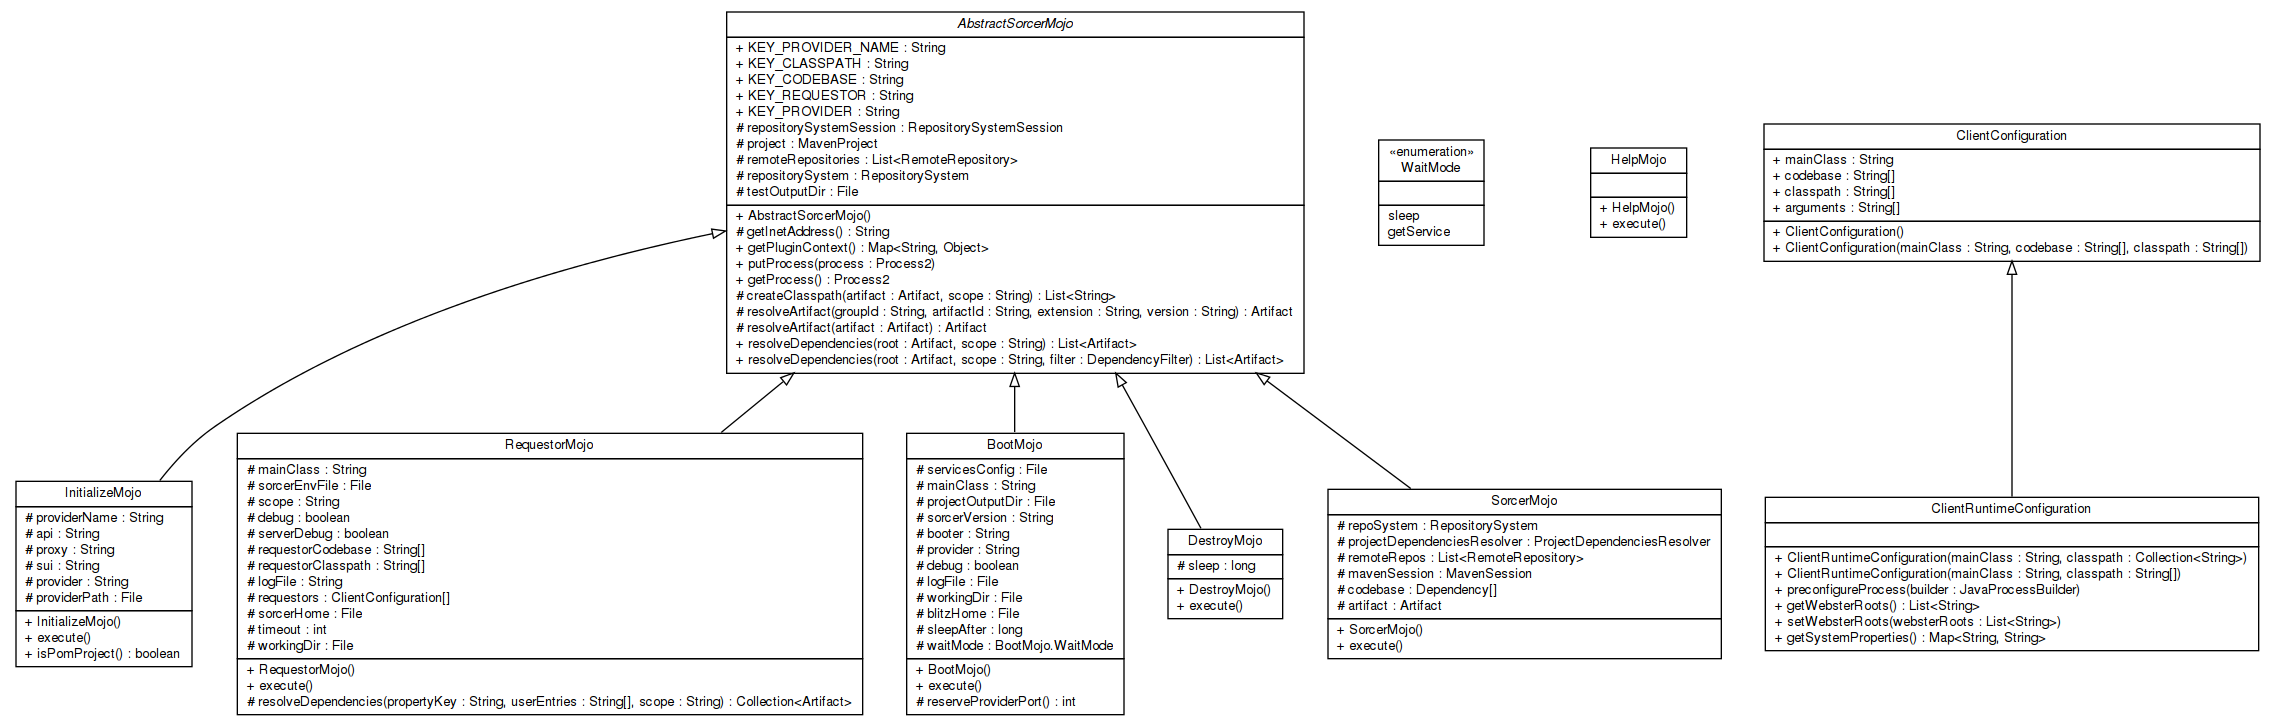 AbstractSorcerMojo
+ KEY_PROVIDER_NAME : String
+ KEY_CLASSPATH : String
+ KEY_CODEBASE : String
+ KEY_REQUESTOR : String
+ KEY_PROVIDER : String
# repositorySystemSession : RepositorySystemSession
# project : MavenProject
# remoteRepositories : List<RemoteRepository>
# repositorySystem : RepositorySystem
# testOutputDir : File
+ AbstractSorcerMojo()
# getInetAddress() : String
+ getPluginContext() : Map<String, Object>
+ putProcess(process : Process2)
+ getProcess() : Process2
# createClasspath(artifact : Artifact, scope : String) : List<String>
# resolveArtifact(groupId : String, artifactId : String, extension : String, version : String) : Artifact
# resolveArtifact(artifact : Artifact) : Artifact
+ resolveDependencies(root : Artifact, scope : String) : List<Artifact>
+ resolveDependencies(root : Artifact, scope : String, filter : DependencyFilter) : List<Artifact>
«enumeration»
WaitMode
sleep
getService
HelpMojo
+ HelpMojo()
+ execute()
ClientConfiguration
+ mainClass : String
+ codebase : String[]
+ classpath : String[]
+ arguments : String[]
+ ClientConfiguration()
+ ClientConfiguration(mainClass : String, codebase : String[], classpath : String[])
InitializeMojo
# providerName : String
# api : String
# proxy : String
# sui : String
# provider : String
# providerPath : File
+ InitializeMojo()
+ execute()
+ isPomProject() : boolean
RequestorMojo
# mainClass : String
# sorcerEnvFile : File
# scope : String
# debug : boolean
# serverDebug : boolean
# requestorCodebase : String[]
# requestorClasspath : String[]
# logFile : String
# requestors : ClientConfiguration[]
# sorcerHome : File
# timeout : int
# workingDir : File
+ RequestorMojo()
+ execute()
# resolveDependencies(propertyKey : String, userEntries : String[], scope : String) : Collection<Artifact>
BootMojo
# servicesConfig : File
# mainClass : String
# projectOutputDir : File
# sorcerVersion : String
# booter : String
# provider : String
# debug : boolean
# logFile : File
# workingDir : File
# blitzHome : File
# sleepAfter : long
# waitMode : BootMojo.WaitMode
+ BootMojo()
+ execute()
# reserveProviderPort() : int
DestroyMojo
# sleep : long
+ DestroyMojo()
+ execute()
SorcerMojo
# repoSystem : RepositorySystem
# projectDependenciesResolver : ProjectDependenciesResolver
# remoteRepos : List<RemoteRepository>
# mavenSession : MavenSession
# codebase : Dependency[]
# artifact : Artifact
+ SorcerMojo()
+ execute()
ClientRuntimeConfiguration
+ ClientRuntimeConfiguration(mainClass : String, classpath : Collection<String>)
+ ClientRuntimeConfiguration(mainClass : String, classpath : String[])
+ preconfigureProcess(builder : JavaProcessBuilder)
+ getWebsterRoots() : List<String>
+ setWebsterRoots(websterRoots : List<String>)
+ getSystemProperties() : Map<String, String>